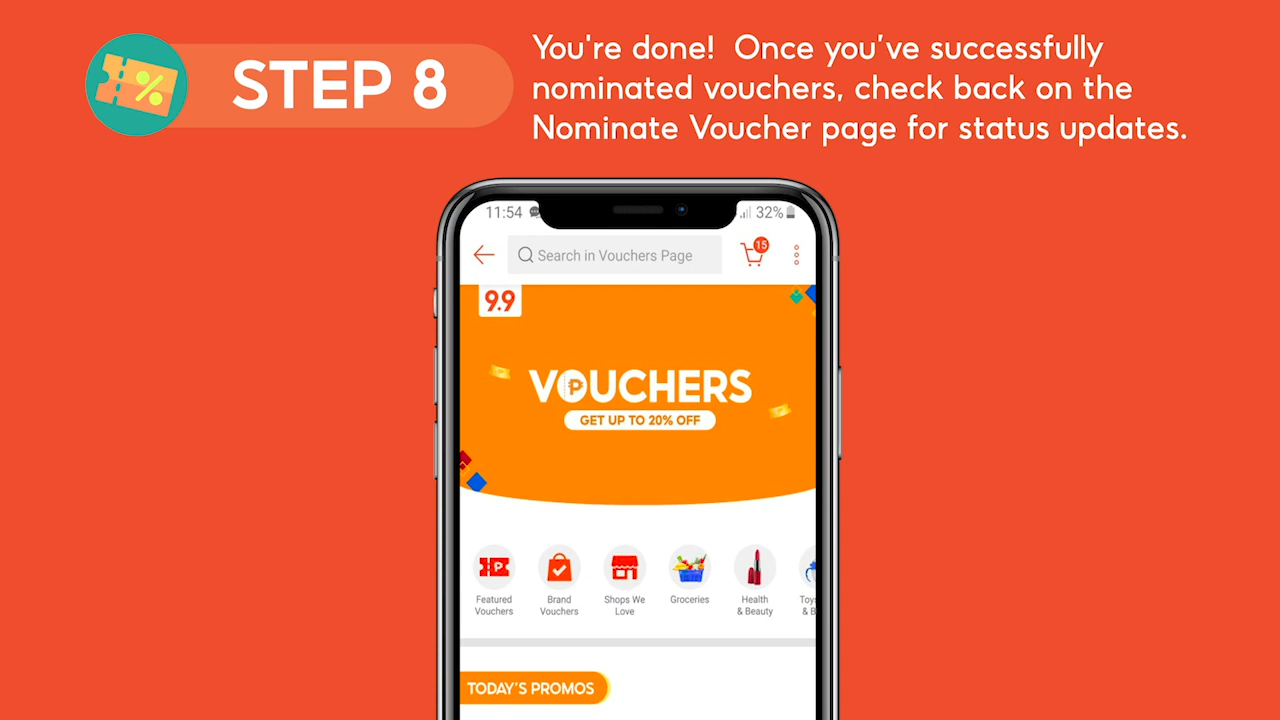 STEP 8
You're done! Once you've successfully
nominated vouchers, check back on the
Nominate Voucher page for status updates.
11:54
32%
Search in Vouchers Page
15
9.9
VOUCHERS
GET UP TO 20% OFF
Featured
Vouchers
Brand
Vouchers
Shops We
Love
Groceries
Health
& Beauty
Toy
& B
TODAY'S PROMOS